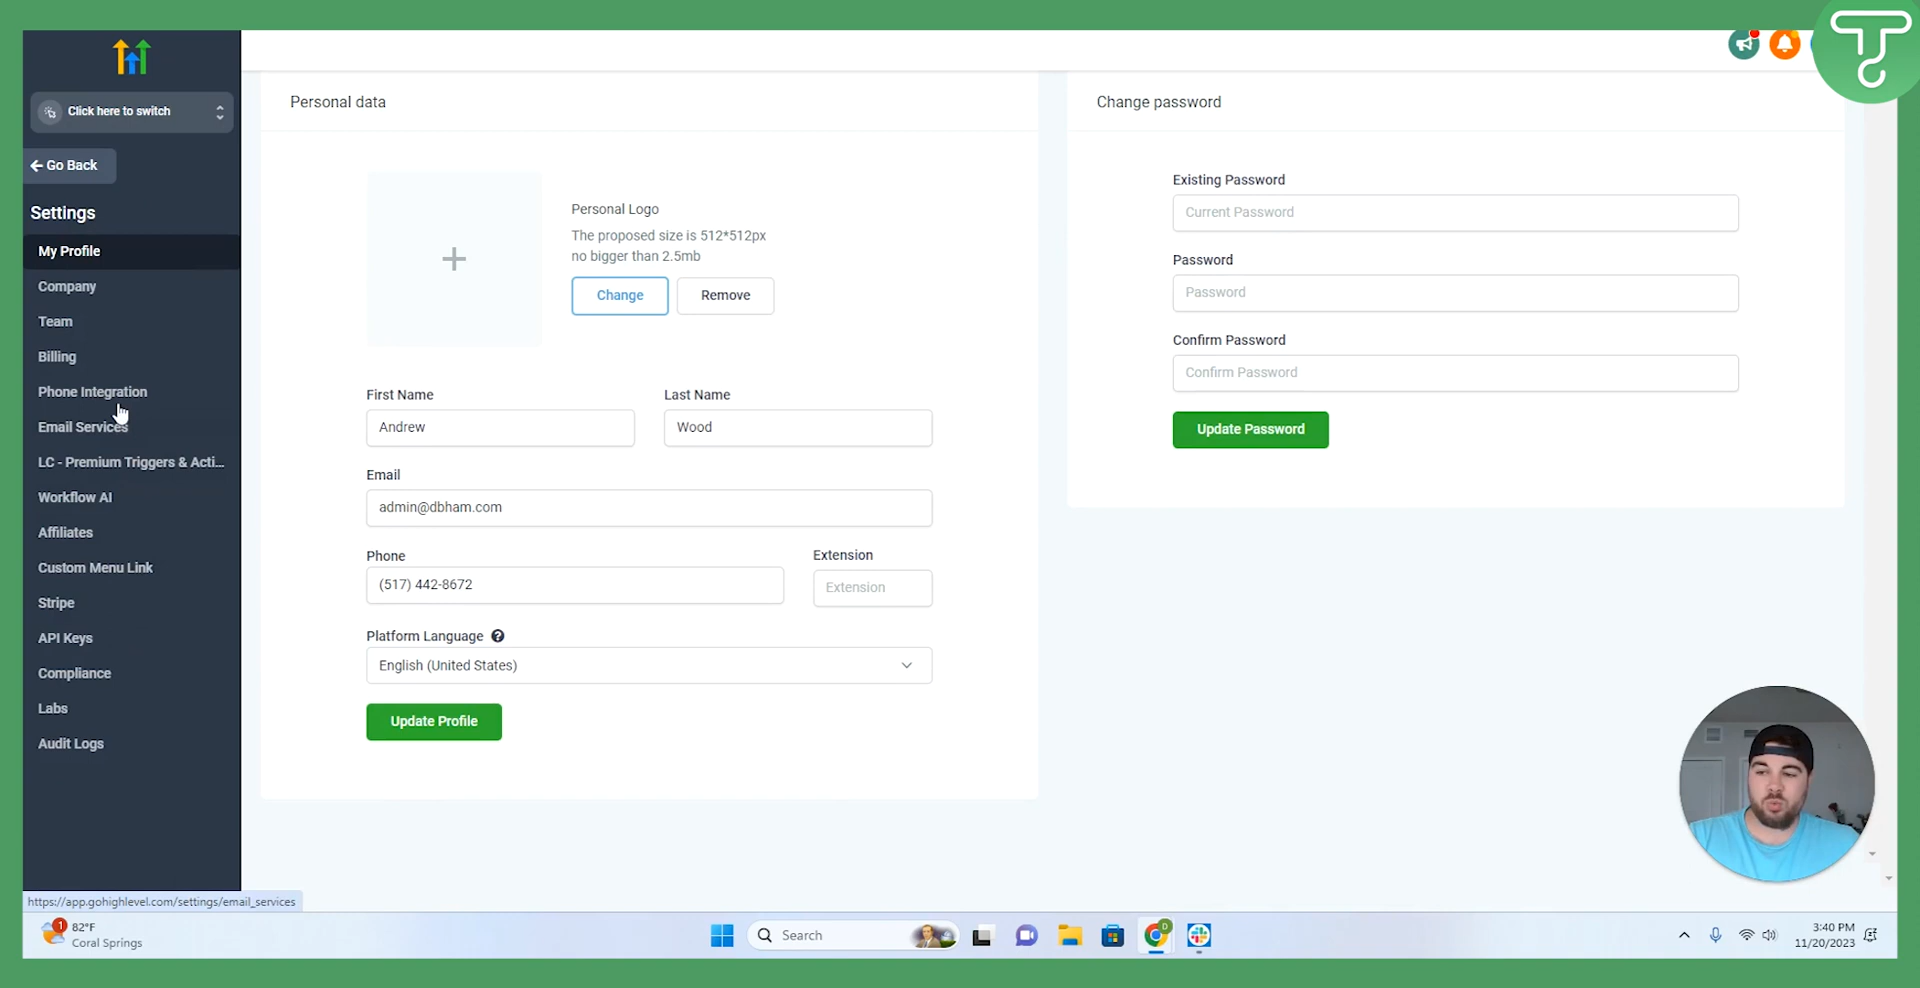 Click here to switch
Go Back
Settings
My Profile
Company
Team
Billing
Phone Integration
Email Services
LC - Premium Triggers & Acti...
Workflow AI
Affiliates
Custom Menu Link
Stripe
API Keys
Compliance
Labs
Audit Logs
Personal data
Personal Logo
The proposed size is 512*512px
no bigger than 2.5mb
Change
Remove
First Name
Last Name
Andrew
Wood
Email
admin@dbham.com
Phone
Extension
(517) 442-8672
Extension
Platform Language
English (United States)
Update Profile
Change password
Existing Password
Current Password
Password
Password
Confirm Password
Confirm Password
Update Password
https://app.gohighlevel.com/settings/email_services
1
82°F
Coral Springs
Search
D
3:40 PM
11/20/2023